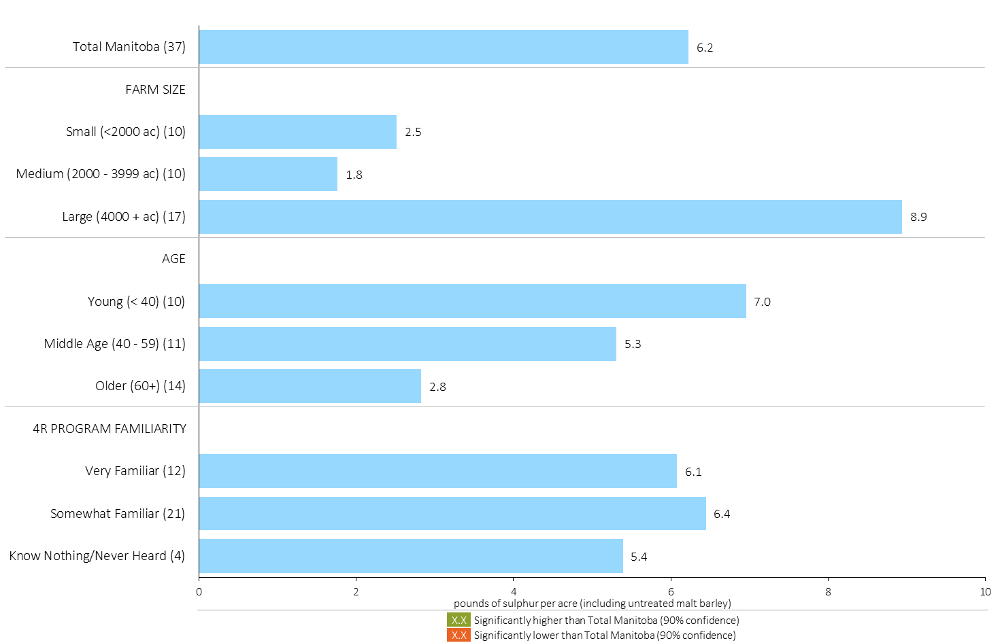 Total Manitoba (37)
6.2
FARM SIZE
Small (<2000 ac) (10)
2.5
Medium (2000 - 3999 ac) (10)
1.8
Large (4000 + ac) (17)
8.9
AGE
Young (< 40) (10)
7.0
Middle Age (40 - 59) (11)
5.3
Older (60+) (14)
2.8
4R PROGRAM FAMILIARITY
Very Familiar (12)
6.1
Somewhat Familiar (21)
6.4
Know Nothing/Never Heard (4)
5.4
0 2 4 6 8 10
pounds of sulphur per acre (including untreated malt barley)
X.X Significantly higher than Total Manitoba (90% confidence)
X.X Significantly lower than Total Manitoba (90% confidence)